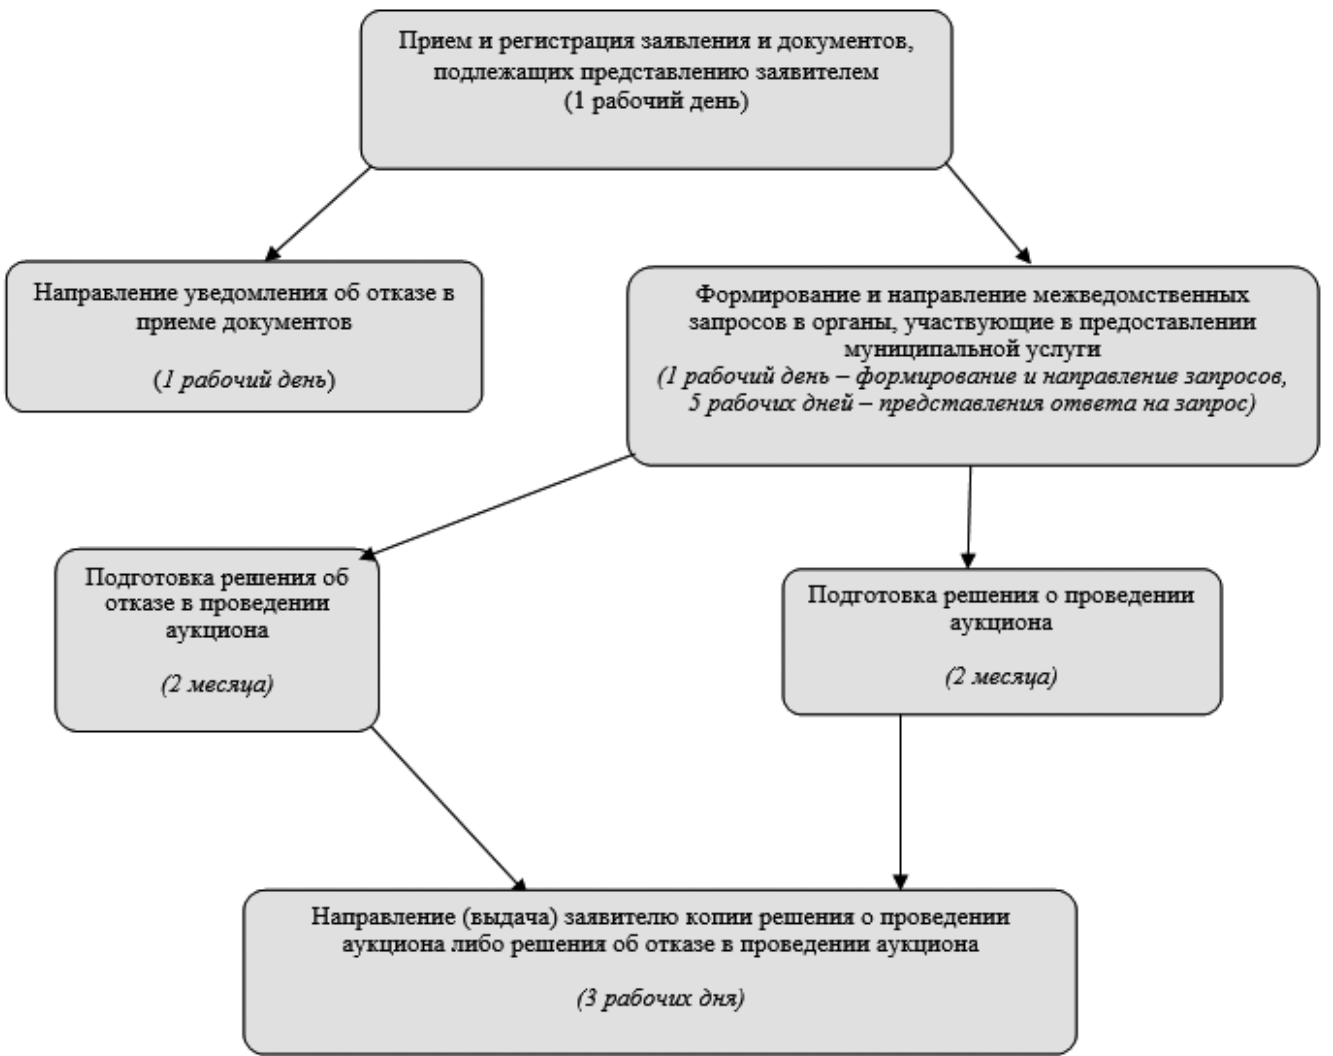 Прием и регистрация заявления и документов,
подлежащих представлению заявителем
(1 рабочий день)
Направление уведомления об отказе в
приеме документов
(1 рабочий день)
Формирование и направление межведомственных
запросов в органы, участвующие в предоставлении
муниципальной услуги
(1 рабочий день – формирование и направление запросов,
5 рабочих дней – представления ответа на запрос)
Подготовка решения об
отказе в проведении
аукциона
(2 месяца)
Подготовка решения о проведении
аукциона
(2 месяца)
Направление (выдача) заявителю копии решения о проведении
аукциона либо решения об отказе в проведении аукциона
(3 рабочих дня)